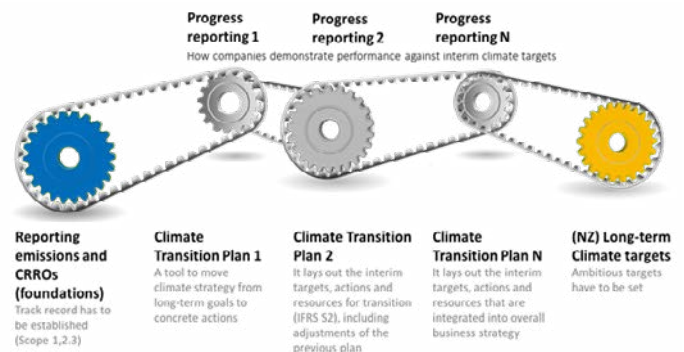 Progress
reporting 1
Progress
reporting 2
Progress
reporting N
How companies demonstrate performance against interim climate targets
Reporting
emissions and
CRROs
(foundations)
Track record has to
be established
(Scope 1,2.3)
Climate
Transition Plan 1
A tool to move
climate strategy from
long-term goals to
concrete actions
Climate Transition
Plan 2
It lays out the interim
targets, actions and
resources for transition
(IFRS S2), including
adjustments of the
previous plan
Climate
Transition Plan N
It lays out the interim
targets, actions and
resources that are
integrated into overall
business strategy
(NZ) Long-term
Climate targets
Ambitious targets
have to be set